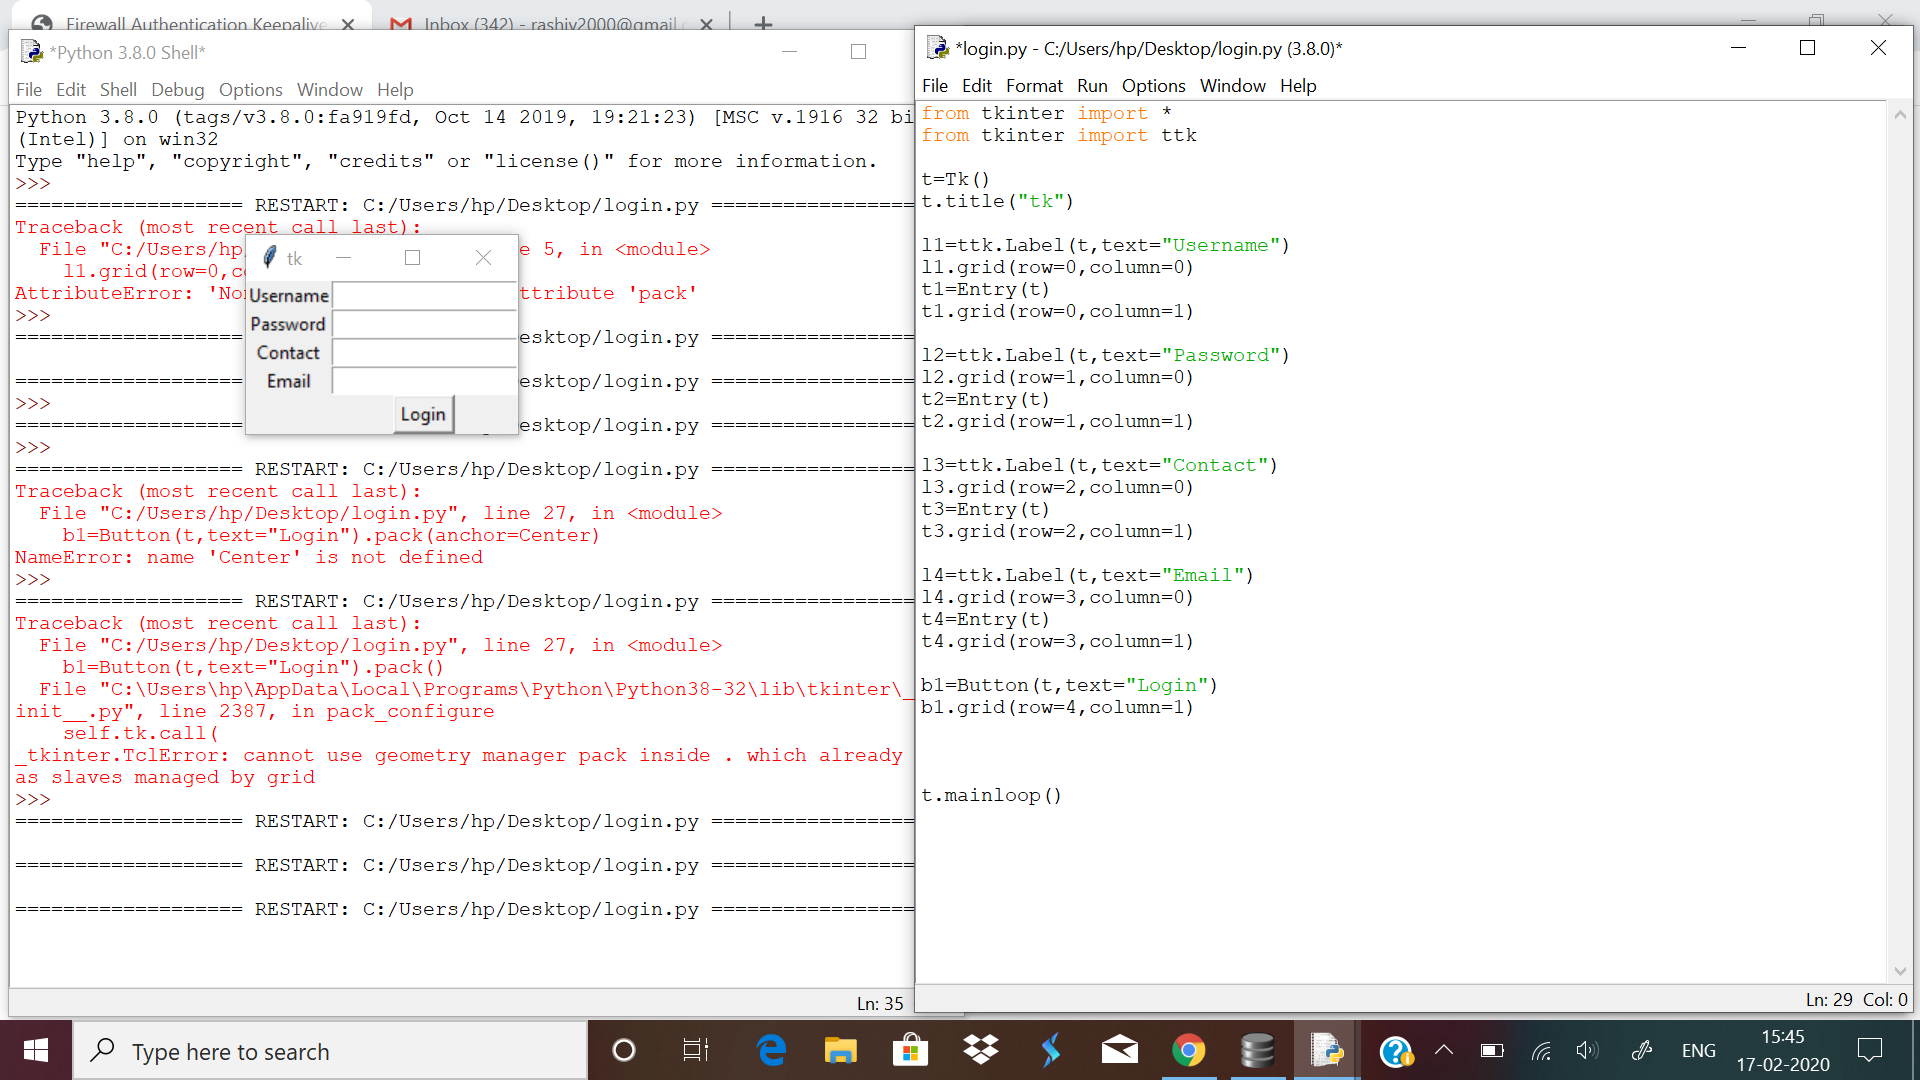 Firewall Authentication Keepalive
Inbox (342) - rashiv2000@gmail.c
*Python 3.8.0 Shell*
File Edit Shell Debug Options Window Help
Python 3.8.0 (tags/v3.8.0:fa919fd, Oct 14 2019, 19:21:23) [MSC v.1916 32 bi
(Intel)] on win32
Type "help", "copyright", "credits" or "license()" for more information.
>>>
=================== RESTART: C:/Users/hp/Desktop/login.py =================
Traceback (most recent call last):
File "C:/Users/hp e 5, in <module>
l1.grid(row=0,co
AttributeError: 'No ttribute 'pack'
>>>
=================== esktop/login.py =================
=================== esktop/login.py =================
>>>
=================== esktop/login.py =================
>>>
=================== RESTART: C:/Users/hp/Desktop/login.py =================
Traceback (most recent call last):
File "C:/Users/hp/Desktop/login.py", line 27, in <module>
b1=Button(t,text="Login").pack(anchor=Center)
NameError: name 'Center' is not defined
>>>
=================== RESTART: C:/Users/hp/Desktop/login.py =================
Traceback (most recent call last):
File "C:/Users/hp/Desktop/login.py", line 27, in <module>
b1=Button(t,text="Login").pack()
File "C:\Users\hp\AppData\Local\Programs\Python\Python38-32\lib\tkinter\_
init__.py", line 2387, in pack_configure
self.tk.call(
_tkinter.TclError: cannot use geometry manager pack inside . which already
as slaves managed by grid
>>>
=================== RESTART: C:/Users/hp/Desktop/login.py =================
=================== RESTART: C:/Users/hp/Desktop/login.py =================
=================== RESTART: C:/Users/hp/Desktop/login.py =================
Ln: 35
tk
Username
Password
Contact
Email
Login
*login.py - C:/Users/hp/Desktop/login.py (3.8.0)*
File Edit Format Run Options Window Help
from tkinter import *
from tkinter import ttk
t=Tk()
t.title("tk")
l1=ttk.Label(t,text="Username")
l1.grid(row=0,column=0)
t1=Entry(t)
t1.grid(row=0,column=1)
l2=ttk.Label(t,text="Password")
l2.grid(row=1,column=0)
t2=Entry(t)
t2.grid(row=1,column=1)
l3=ttk.Label(t,text="Contact")
l3.grid(row=2,column=0)
t3=Entry(t)
t3.grid(row=2,column=1)
l4=ttk.Label(t,text="Email")
l4.grid(row=3,column=0)
t4=Entry(t)
t4.grid(row=3,column=1)
b1=Button(t,text="Login")
b1.grid(row=4,column=1)
t.mainloop()
Ln: 29 Col: 0
Type here to search
ENG
15:45
17-02-2020